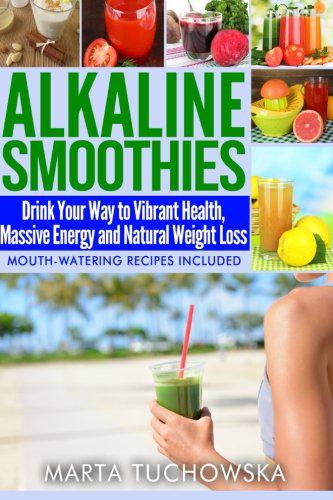 ALKALINE
SMOOTHIES
Drink Your Way to Vibrant Health,
Massive Energy and Natural Weight Loss
MOUTH-WATERING RECIPES INCLUDED
MARTA TUCHOWSKA